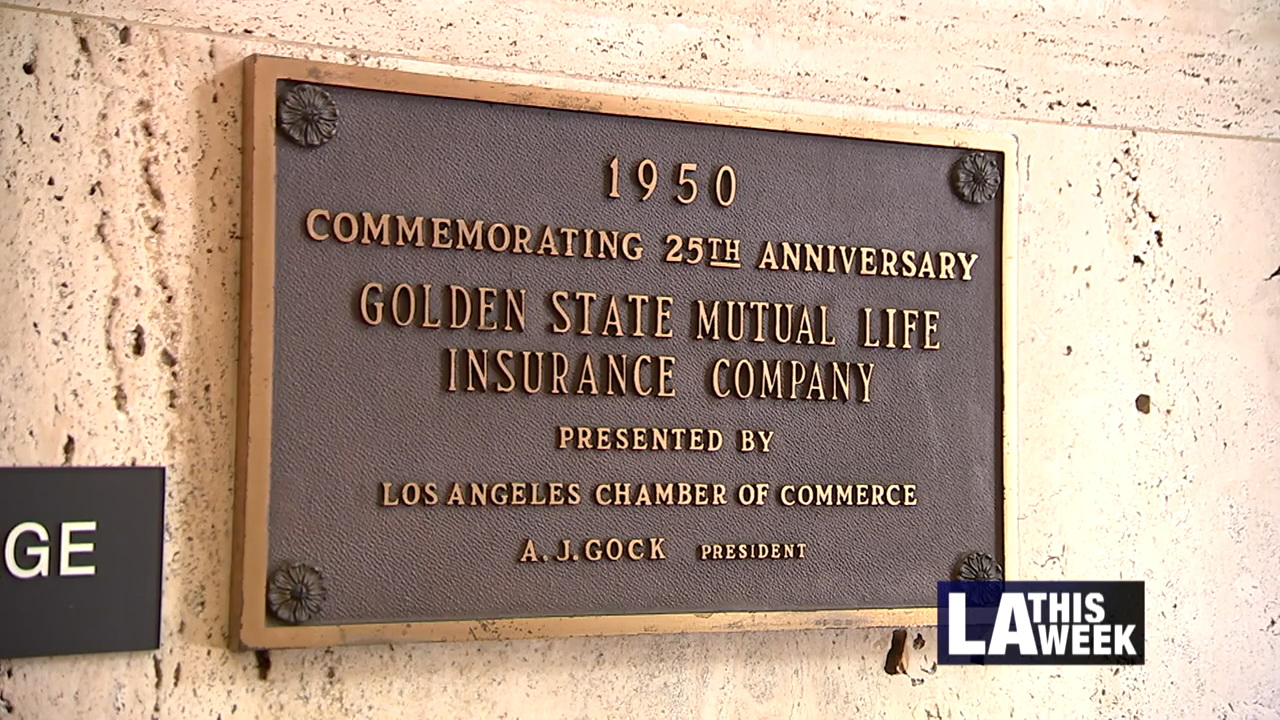 1950
COMMEMORATING 25TH ANNIVERSARY
GOLDEN STATE MUTUAL LIFE
INSURANCE COMPANY
PRESENTED BY
LOS ANGELES CHAMBER OF COMMERCE
A. J. GOCK PRESIDENT
GE
LA THIS WEEK